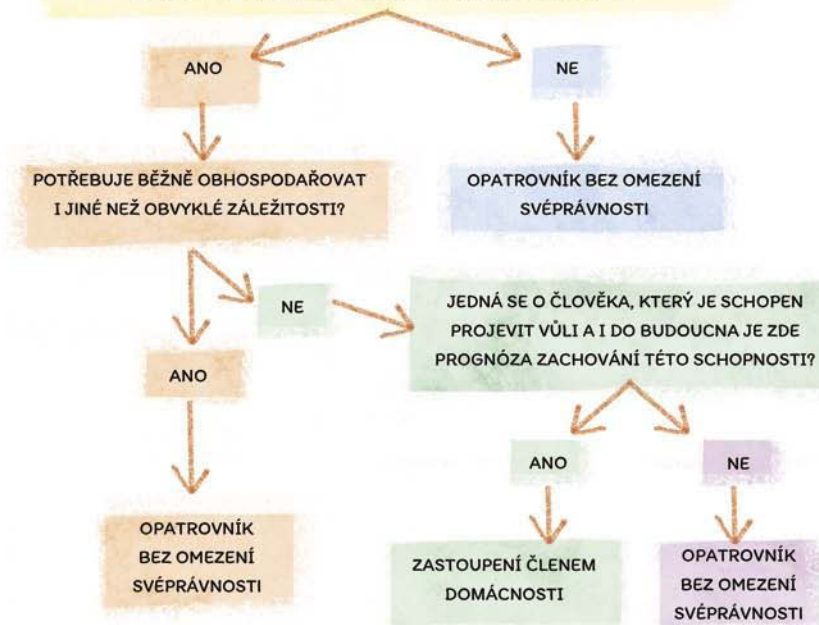 ANO
NE
POTŘEBUJE BĚŽNĚ OBHOSPODAŘOVAT
I JINÉ NEŽ OBVYKLÉ ZÁLEŽITOSTI?
OPATROVNÍK BEZ OMEZENÍ
SVÉPRÁVNOSTI
NE
JEDNÁ SE O ČLOVĚKA, KTERÝ JE SCHOPEN
PROJEVIT VŮLI A I DO BUDOUCNA JE ZDE
PROGNÓZA ZACHOVÁNÍ TÉTO SCHOPNOSTI?
ANO
ANO
NE
OPATROVNÍK
BEZ OMEZENÍ
SVÉPRÁVNOSTI
ZASTOUPENÍ ČLENEM
DOMÁCNOSTI
OPATROVNÍK
BEZ OMEZENÍ
SVÉPRÁVNOSTI